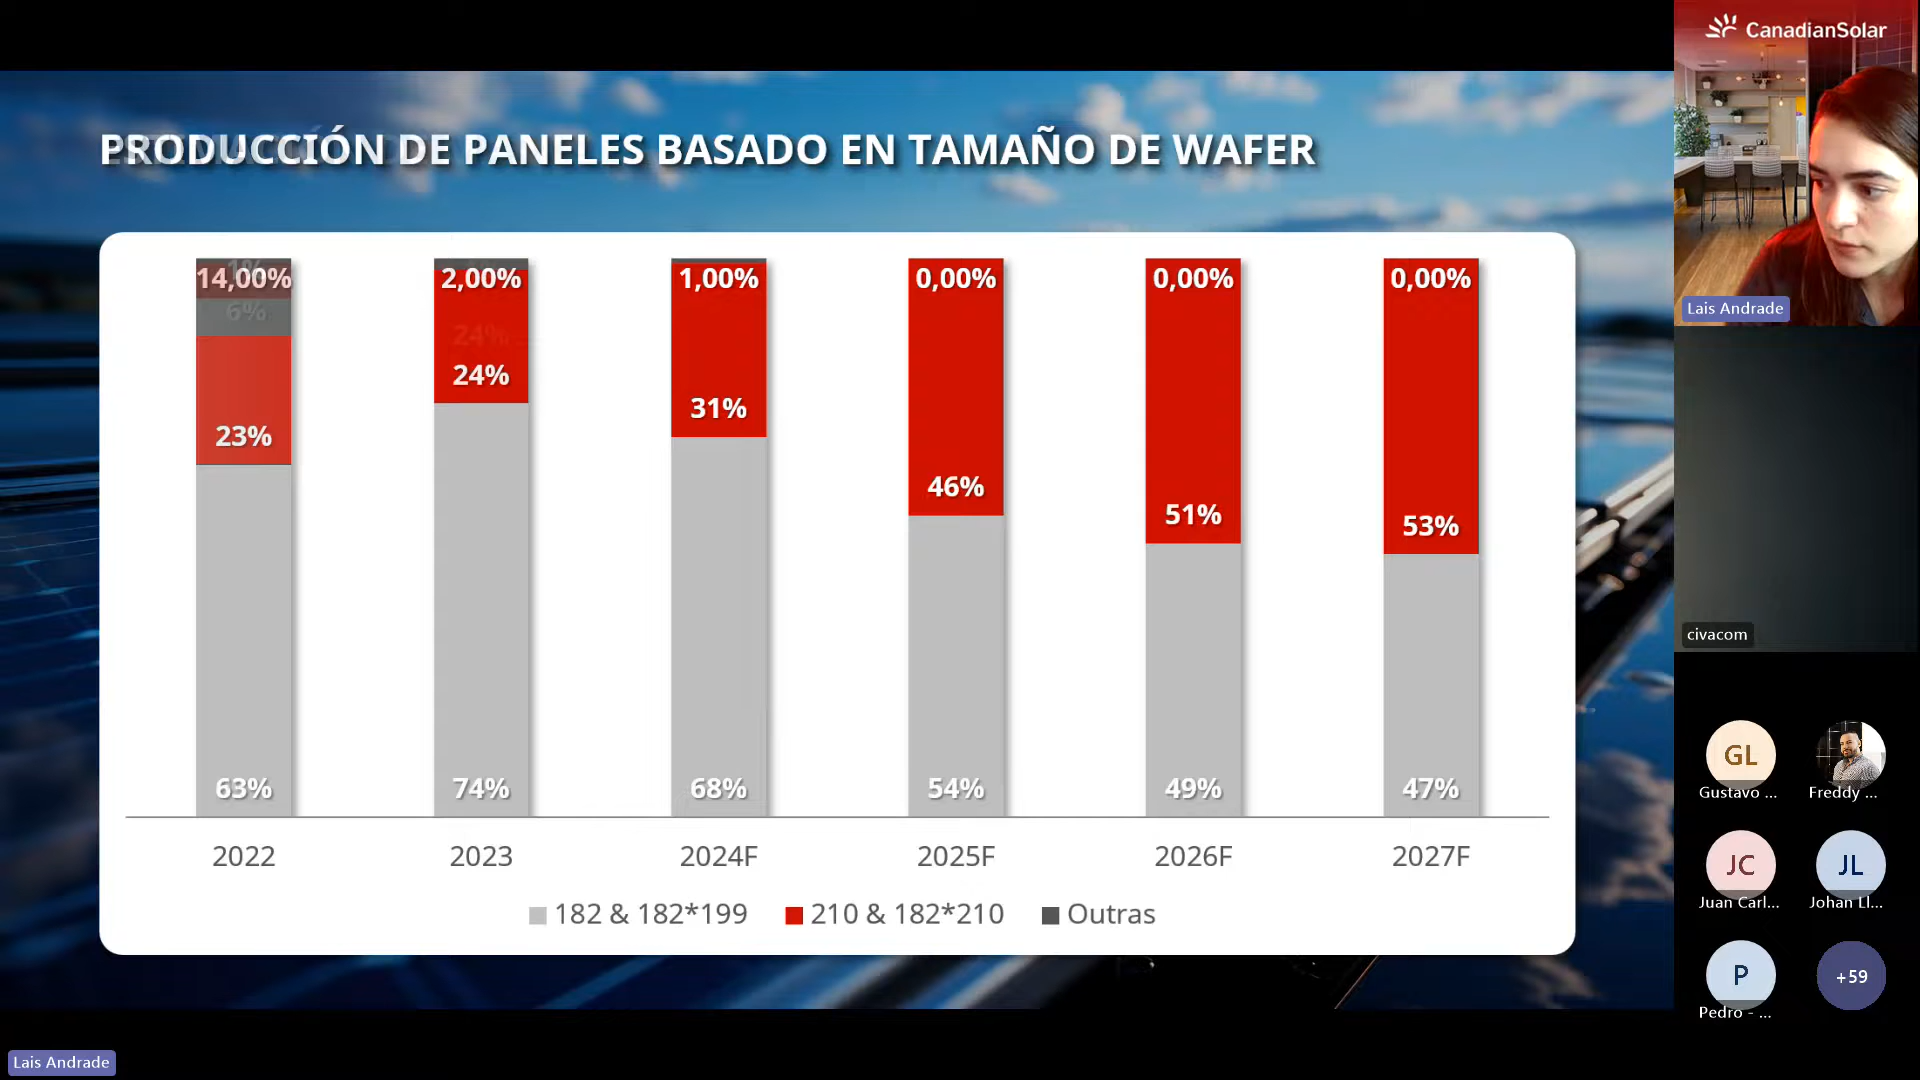 PRODUCCIÓN DE PANELES BASADO EN TAMAÑO DE WAFER
14,00% 2,00% 1,00% 0,00% 0,00% 0,00%
1%
6%
24%
23% 24% 31% 46% 51% 53%
63% 74% 68% 54% 49% 47%
2022 2023 2024F 2025F 2026F 2027F
182 & 182*199 210 & 182*210 Outras
CanadianSolar
Lais Andrade
civacom
GL
Gustavo ...
Freddy ...
JC
Juan Carl...
JL
Johan Ll...
P
Pedro - ...
+59
Lais Andrade